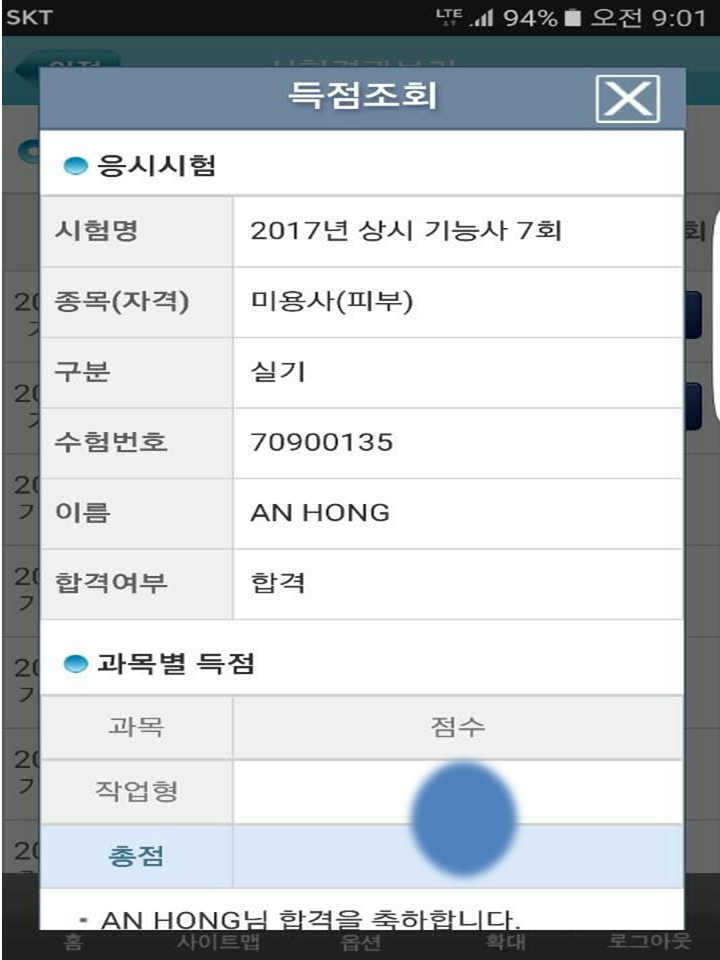 SKT LTE 94% 오전 9:01
득점조회
응시시험
시험명 2017년 상시 기능사 7회
종목(자격) 미용사(피부)
구분 실기
수험번호 70900135
이름 AN HONG
합격여부 합격
과목별 득점
과목 점수
작업형
총점
- AN HONG님 합격을 축하합니다.
홈 사이트맵 옵션 확대 로그아웃